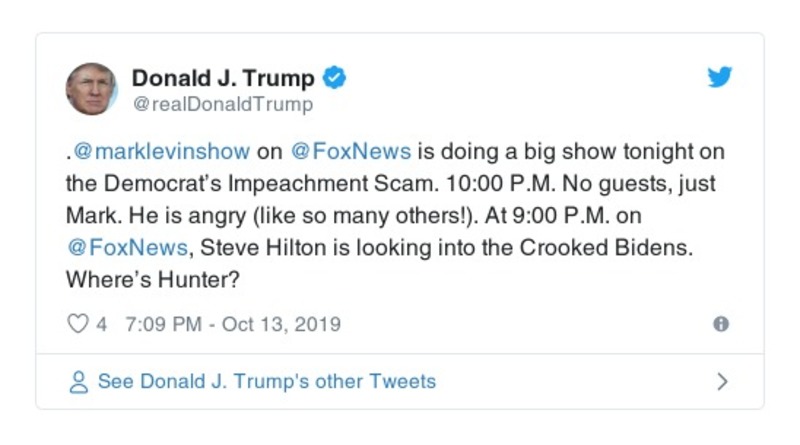 Donald J. Trump
@realDonaldTrump
.@marklevinshow on @FoxNews is doing a big show tonight on
the Democrat’s Impeachment Scam. 10:00 P.M. No guests, just
Mark. He is angry (like so many others!). At 9:00 P.M. on
@FoxNews, Steve Hilton is looking into the Crooked Bidens.
Where’s Hunter?
4 7:09 PM - Oct 13, 2019
See Donald J. Trump's other Tweets